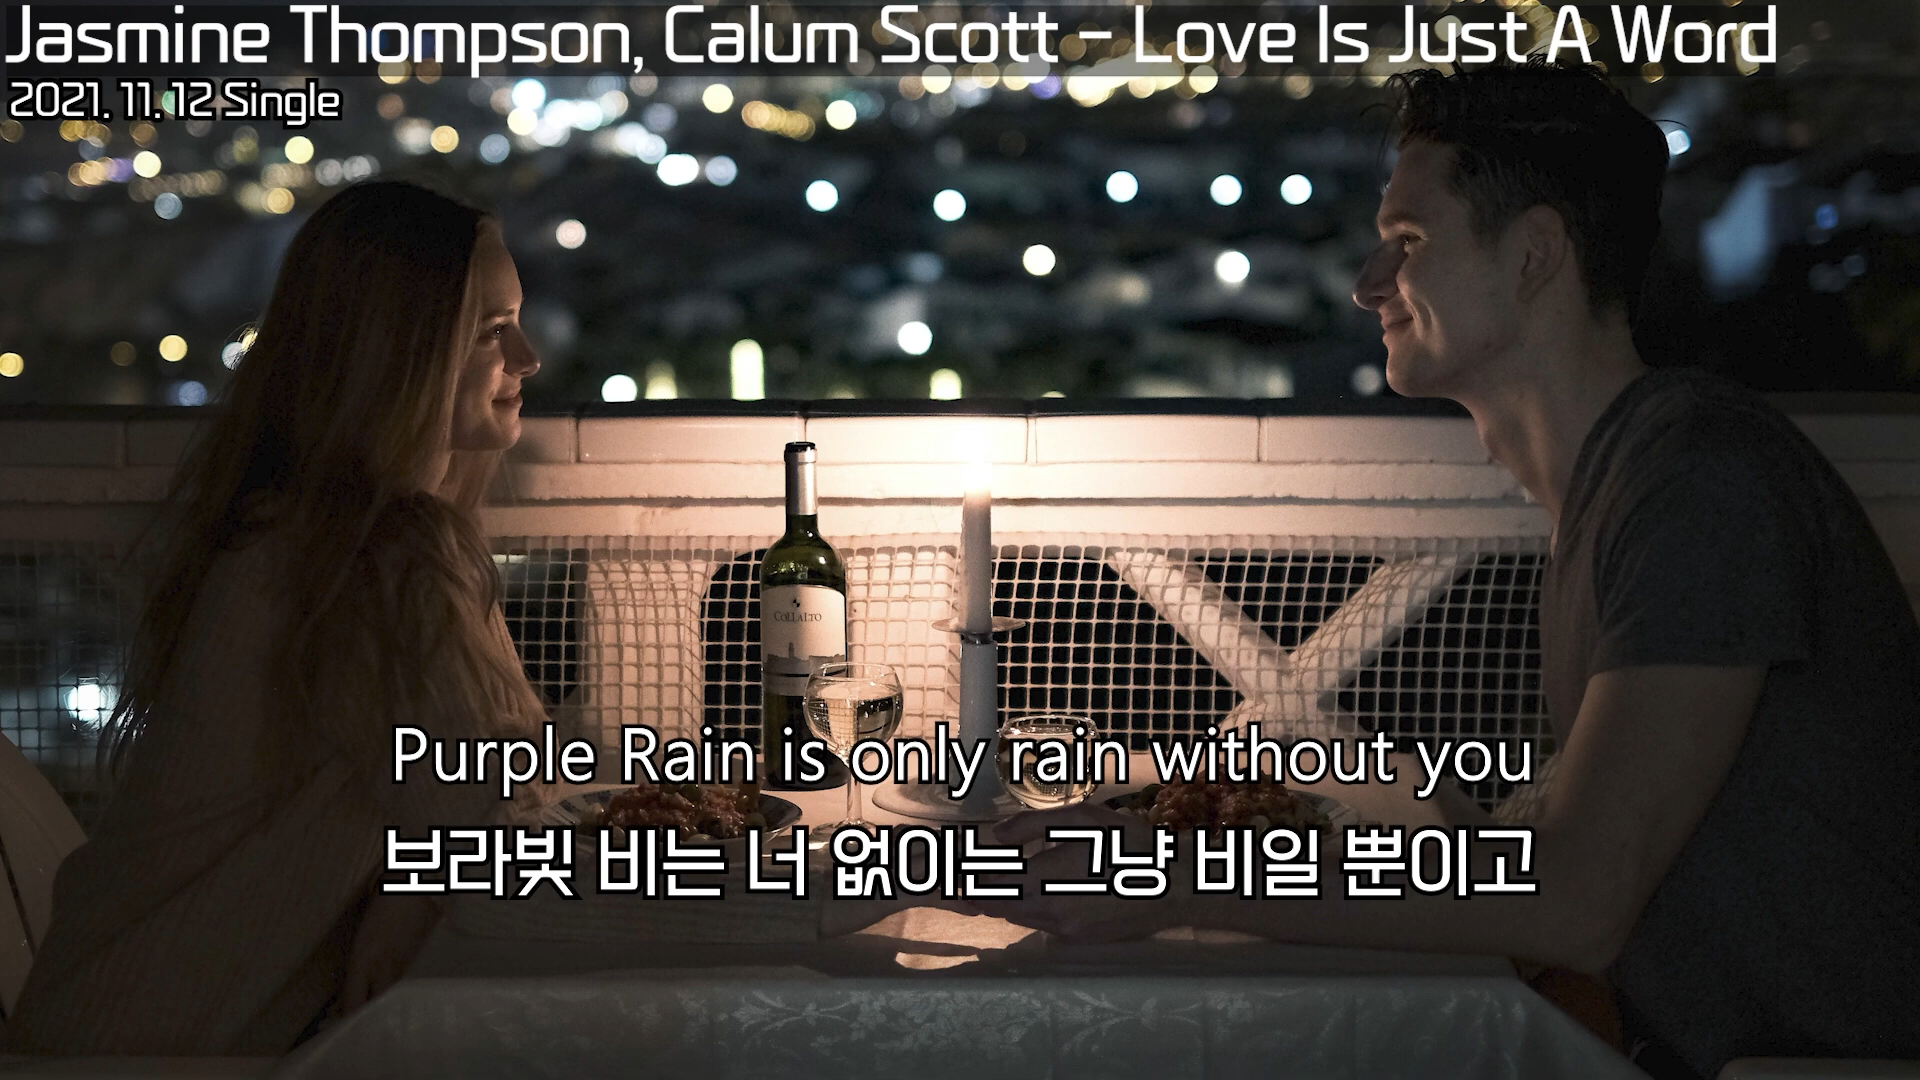 Jasmine Thompson, Calum Scott - Love Is Just A Word
2021. 11. 12 Single
COLLALTO
Purple Rain is only rain without you
보라빛 비는 너 없이는 그냥 비일 뿐이고